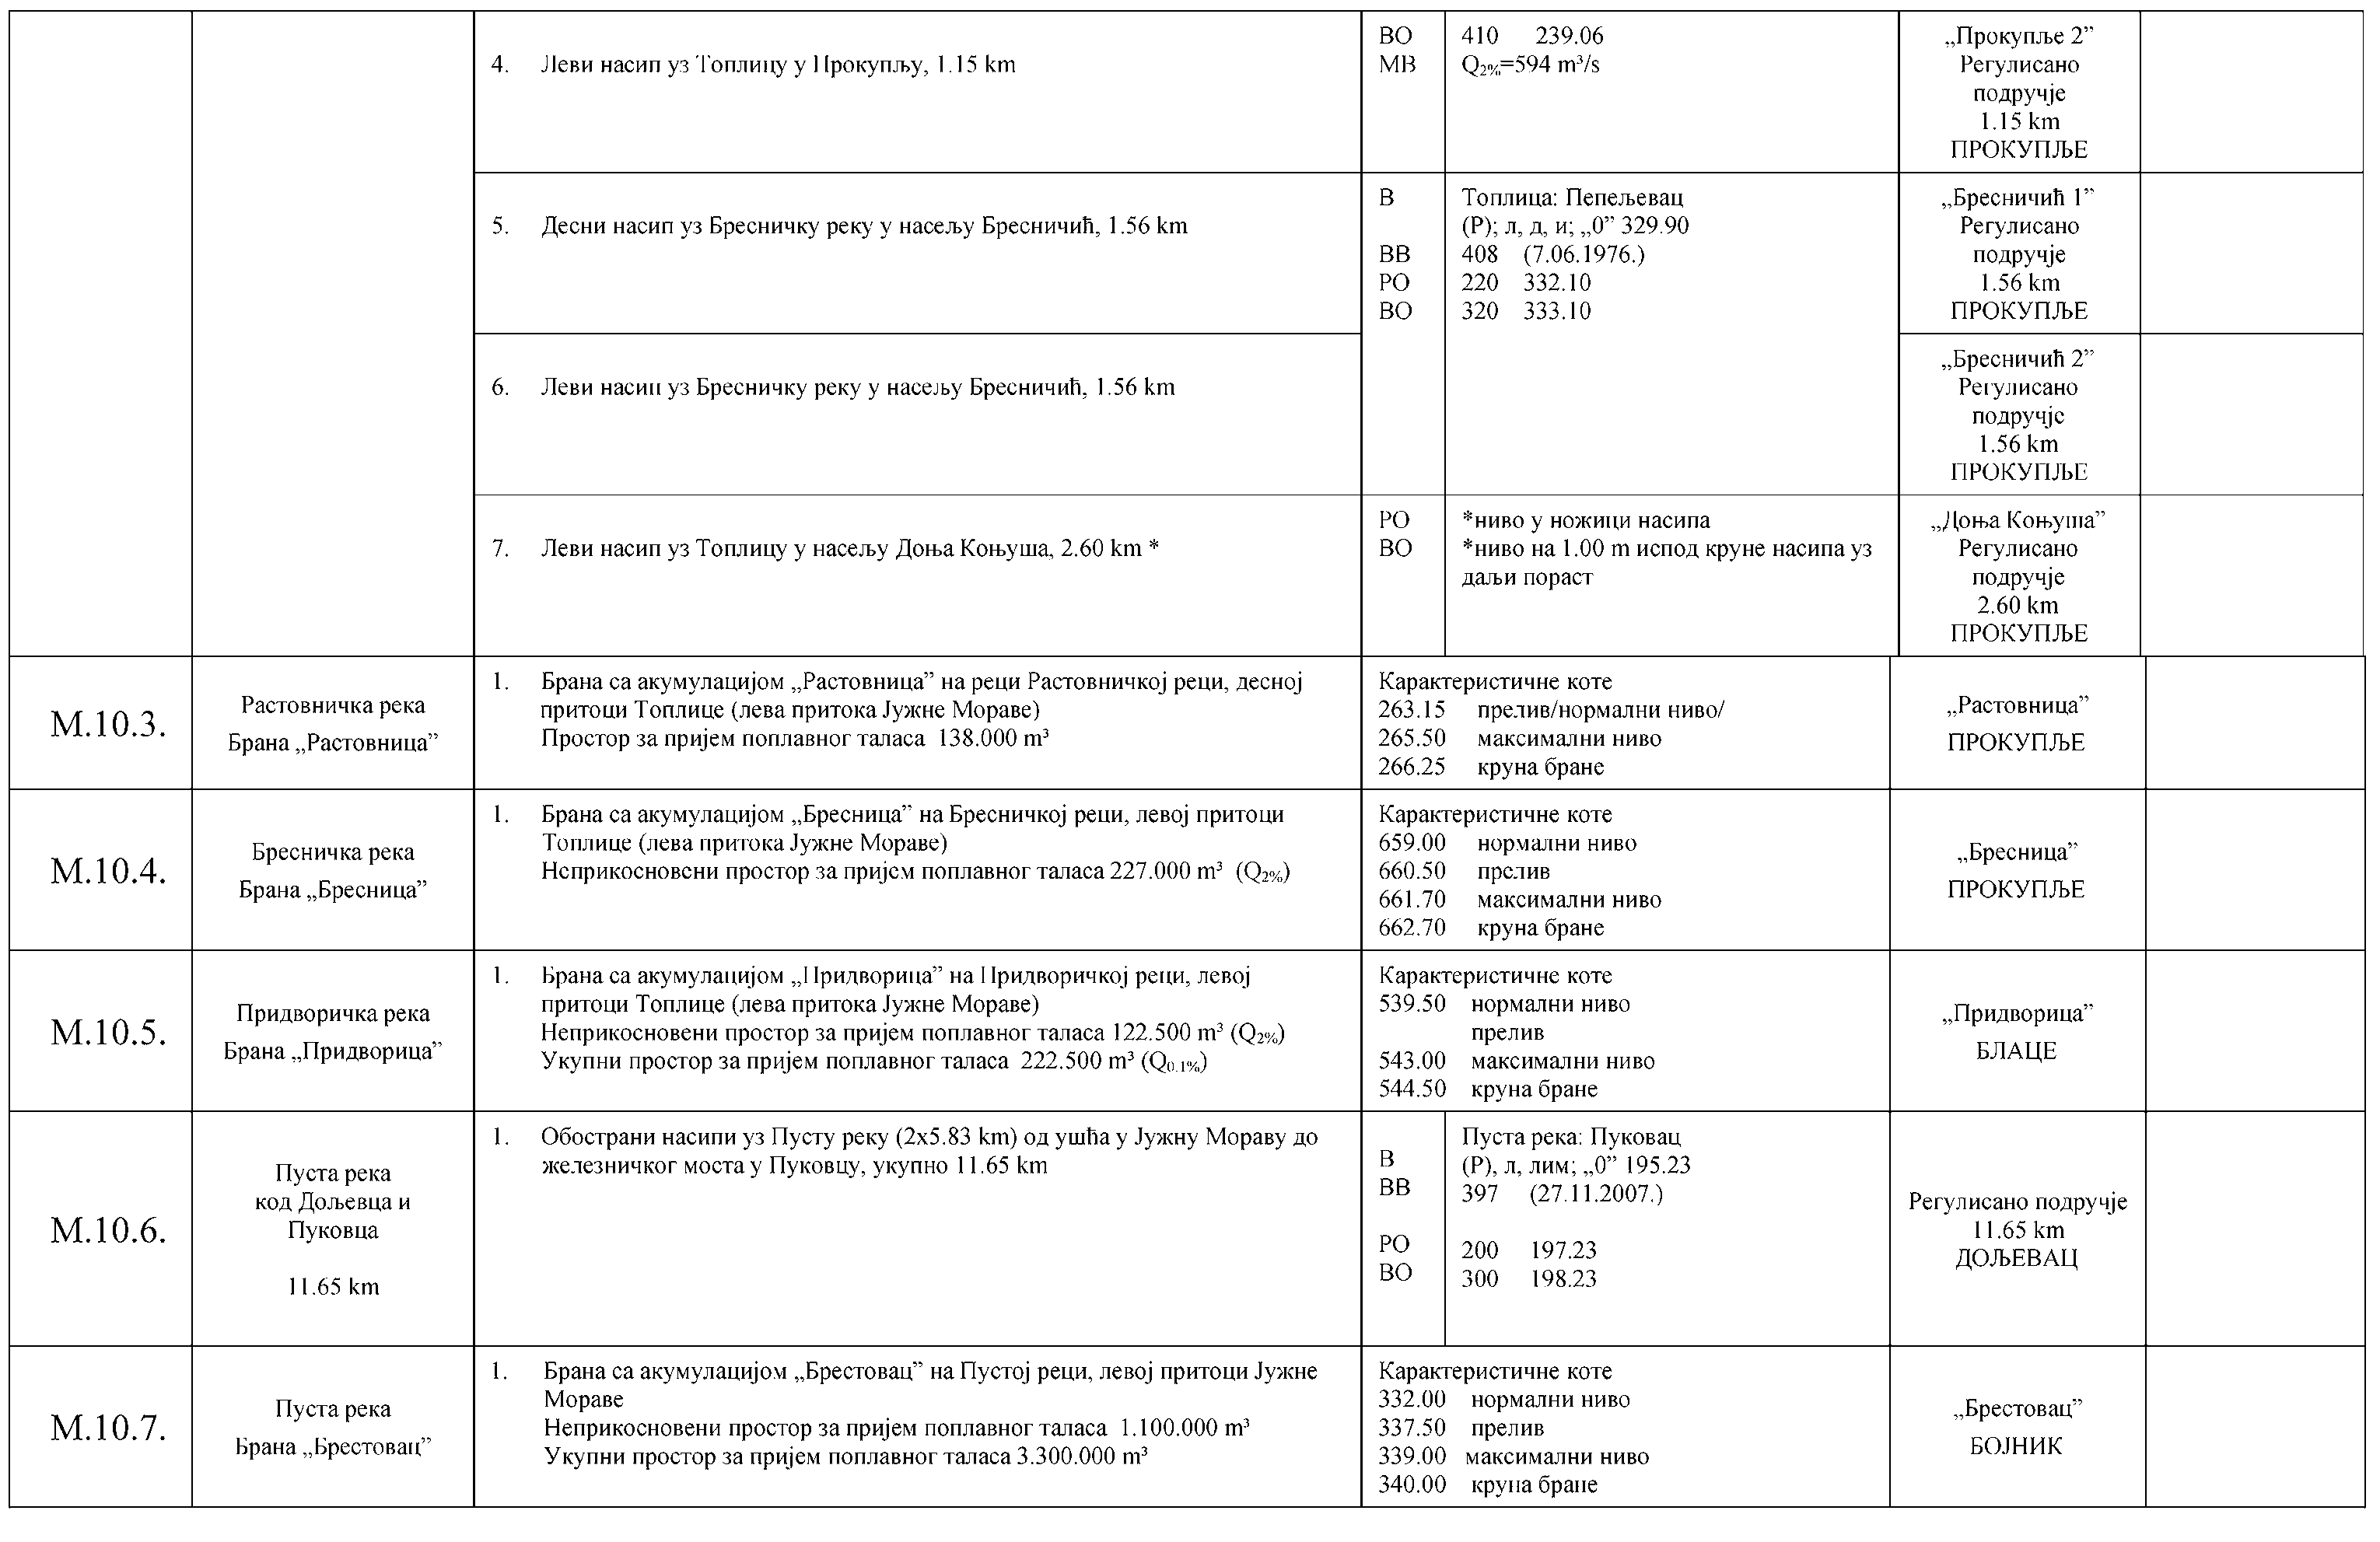 4. Леви насип уз Топлицу у Прокупљу, 1.15 km
ВО 410 239.06
МВ Q2%=594 m³/s
„Прокупље 2”
Регулисано
подручје
1.15 km
ПРОКУПЉЕ
5. Десни насип уз Бресничку реку у насељу Бресничић, 1.56 km
В Топлица: Пепељевац
(Р); л, д, и; „0” 329.90
ВВ 408 (7.06.1976.)
РО 220 332.10
ВО 320 333.10
„Бресничић 1”
Регулисано
подручје
1.56 km
ПРОКУПЉЕ
6. Леви насип уз Бресничку реку у насељу Бресничић, 1.56 km
„Бресничић 2”
Регулисано
подручје
1.56 km
ПРОКУПЉЕ
7. Леви насип уз Топлицу у насељу Доња Коњуша, 2.60 km *
РО *ниво у ножици насипа
ВО *ниво на 1.00 m испод круне насипа уз
даљи пораст
„Доња Коњуша”
Регулисано
подручје
2.60 km
ПРОКУПЉЕ
М.10.3.
Растовничка река
Брана „Растовница”
1. Брана са акумулацијом „Растовница” на реци Растовничкој реци, десној
притоци Топлице (лева притока Јужне Мораве)
Простор за пријем поплавног таласа 138.000 m³
Карактеристичне коте
263.15 прелив/нормални ниво/
265.50 максимални ниво
266.25 круна бране
„Растовница”
ПРОКУПЉЕ
М.10.4.
Бресничка река
Брана „Бресница”
1. Брана са акумулацијом „Бресница” на Бресничкој реци, левој притоци
Топлице (лева притока Јужне Мораве)
Неприкосновени простор за пријем поплавног таласа 227.000 m³ (Q2%)
Карактеристичне коте
659.00 нормални ниво
660.50 прелив
661.70 максимални ниво
662.70 круна бране
„Бресница”
ПРОКУПЉЕ
М.10.5.
Придворичка река
Брана „Придворица”
1. Брана са акумулацијом „Придворица” на Придворичкој реци, левој
притоци Топлице (лева притока Јужне Мораве)
Неприкосновени простор за пријем поплавног таласа 122.500 m³ (Q2%)
Укупни простор за пријем поплавног таласа 222.500 m³ (Q0.1%)
Карактеристичне коте
539.50 нормални ниво
прелив
543.00 максимални ниво
544.50 круна бране
„Придворица”
БЛАЦЕ
М.10.6.
Пуста река
код Дољевца и
Пуковца
11.65 km
1. Обострани насипи уз Пусту реку (2x5.83 km) од ушћа у Јужну Мораву до
железничког моста у Пуковцу, укупно 11.65 km
Пуста река: Пуковац
В (Р), л, лим; „0” 195.23
ВВ 397 (27.11.2007.)
РО 200 197.23
ВО 300 198.23
Регулисано подручје
11.65 km
ДОЉЕВАЦ
М.10.7.
Пуста река
Брана „Брестовац”
1. Брана са акумулацијом „Брестовац” на Пустој реци, левој притоци Јужне
Мораве
Неприкосновени простор за пријем поплавног таласа 1.100.000 m³
Укупни простор за пријем поплавног таласа 3.300.000 m³
Карактеристичне коте
332.00 нормални ниво
337.50 прелив
339.00 максимални ниво
340.00 круна бране
„Брестовац”
БОЈНИК